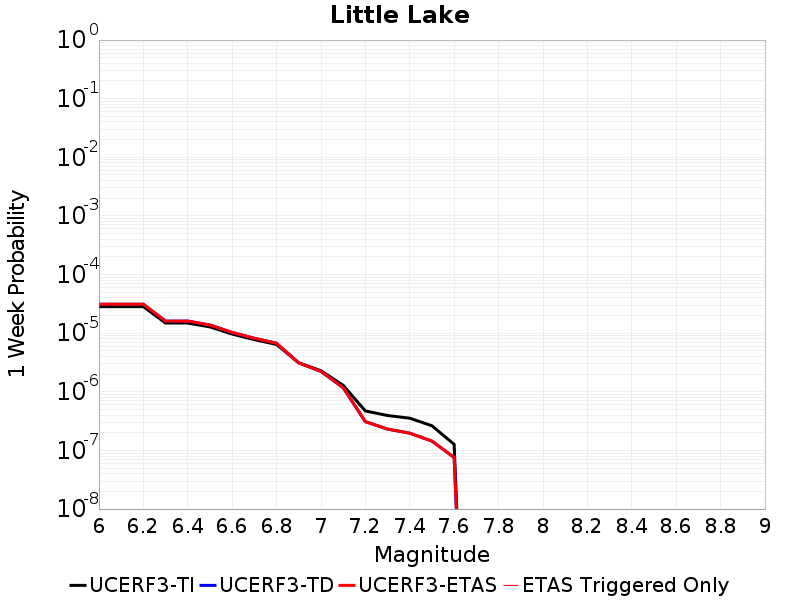 Little Lake
1 Week Probability
10^0
10^-1
10^-2
10^-3
10^-4
10^-5
10^-6
10^-7
10^-8
6 6.2 6.4 6.6 6.8 7 7.2 7.4 7.6 7.8 8 8.2 8.4 8.6 8.8 9
Magnitude
UCERF3-TI UCERF3-TD UCERF3-ETAS ETAS Triggered Only